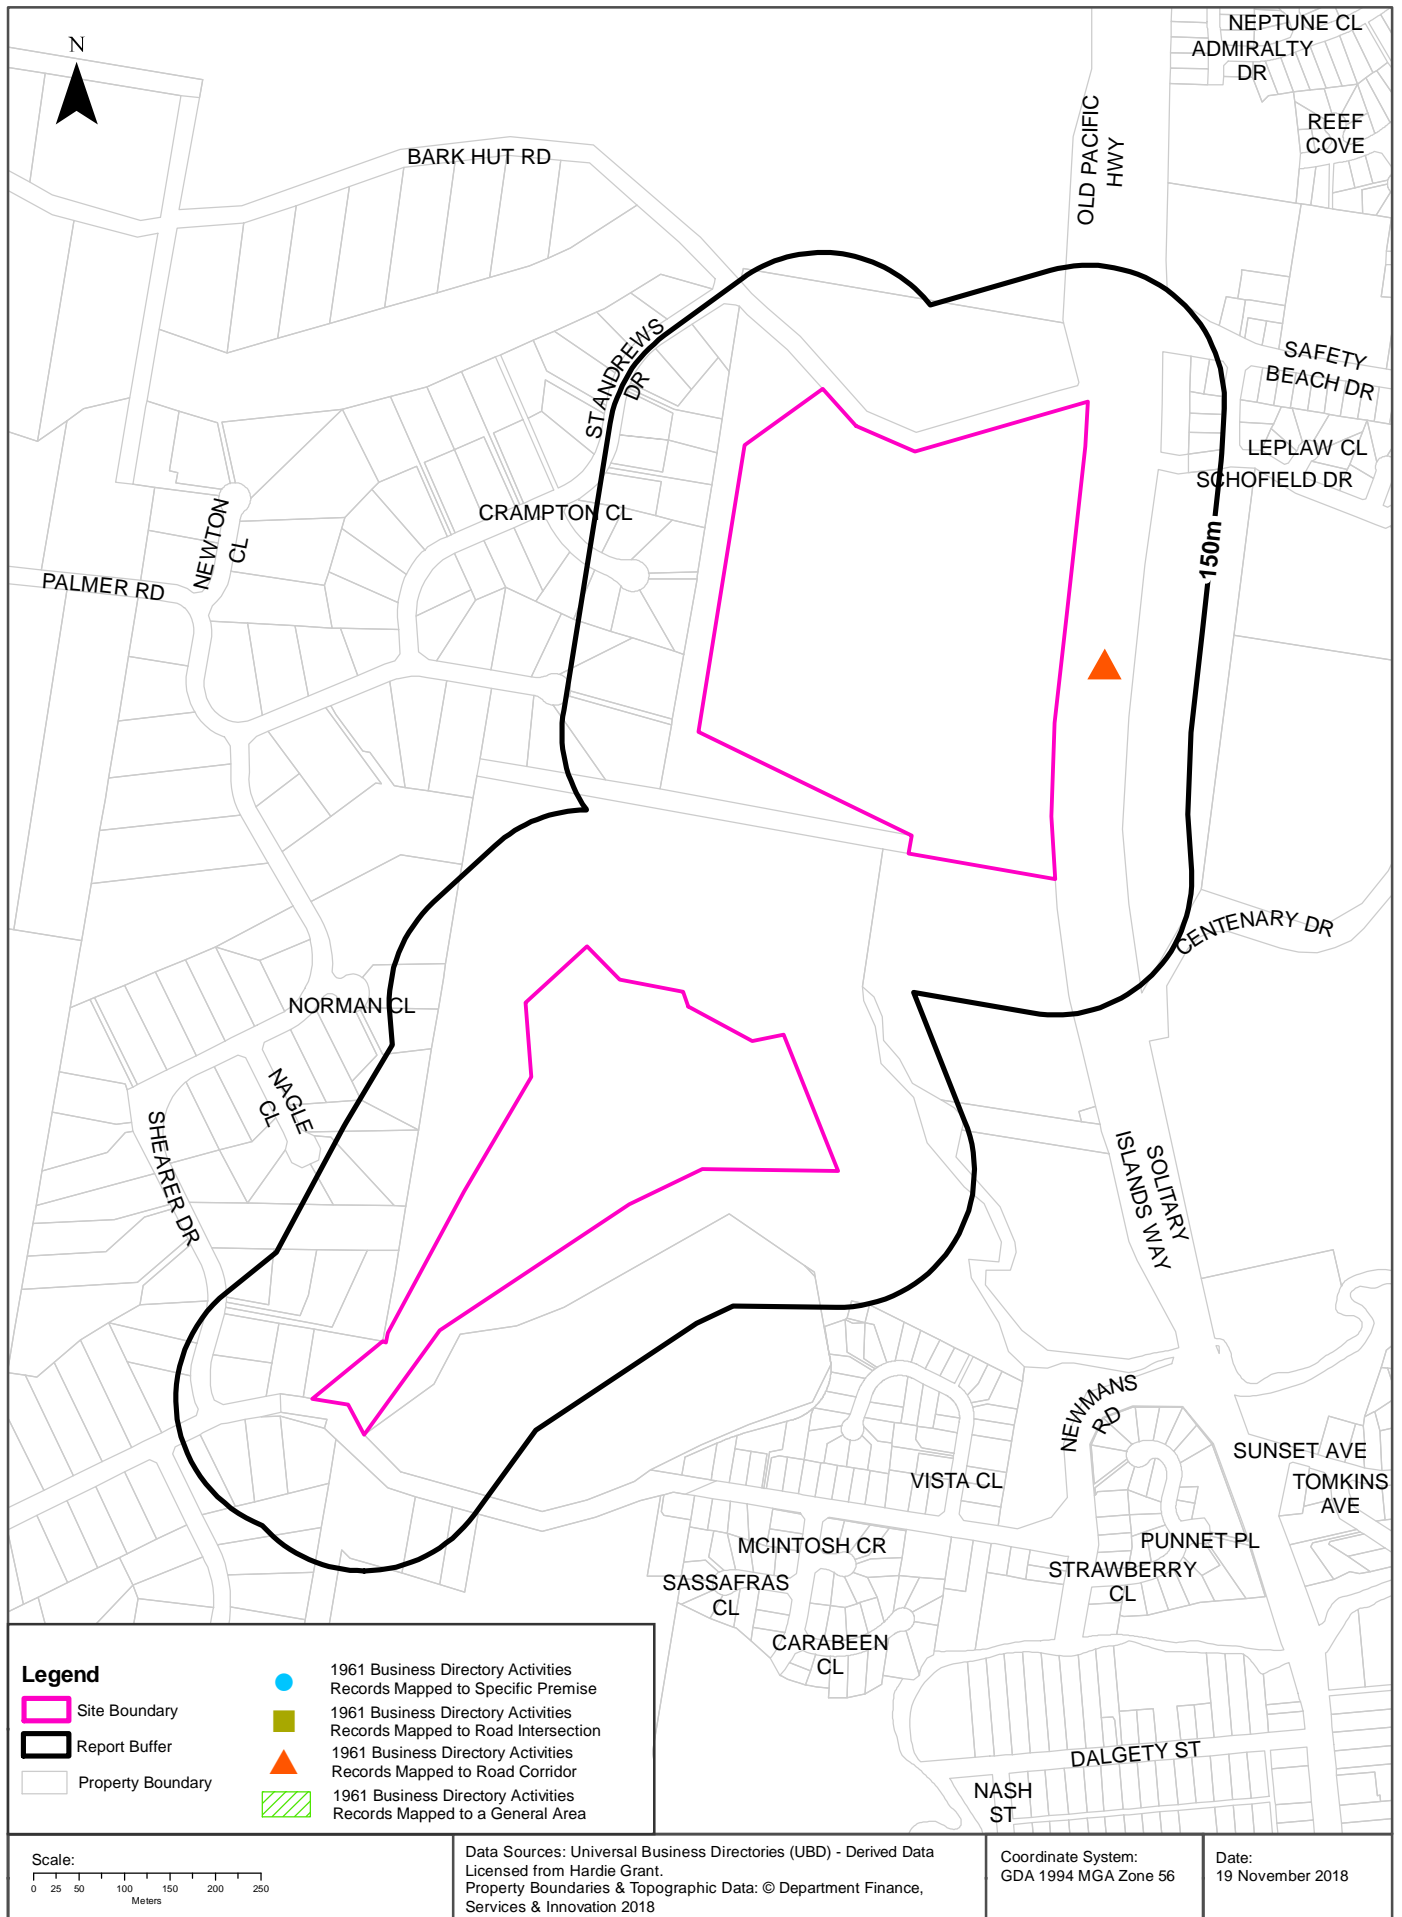 NEPTUNE CL
ADMIRALTY
DR
N
REEF
COVE
OLD PACIFIC
HWY
BARK HUT RD
ST ANDREWS
DR
SAFETY
BEACH DR
LEPLAW CL
SCHOFIELD DR
CRAMPTON CL
NEWTON
CL
150m
PALMER RD
CENTENARY DR
NORMAN CL
NAGLE
CL
SHEARER DR
SOLITARY
ISLANDS WAY
NEWMANS
RD
SUNSET AVE
TOMKINS
AVE
VISTA CL
PUNNET PL
MCINTOSH CR
STRAWBERRY
CL
SASSAFRAS
CL
CARABEEN
CL
DALGETY ST
NASH
ST
Legend
Site Boundary
Report Buffer
Property Boundary
1961 Business Directory Activities
Records Mapped to Specific Premise
1961 Business Directory Activities
Records Mapped to Road Intersection
1961 Business Directory Activities
Records Mapped to Road Corridor
1961 Business Directory Activities
Records Mapped to a General Area
Scale:
0 25 50 100 150 200 250
Meters
Data Sources: Universal Business Directories (UBD) - Derived Data
Licensed from Hardie Grant.
Property Boundaries & Topographic Data: © Department Finance,
Services & Innovation 2018
Coordinate System:
GDA 1994 MGA Zone 56
Date:
19 November 2018